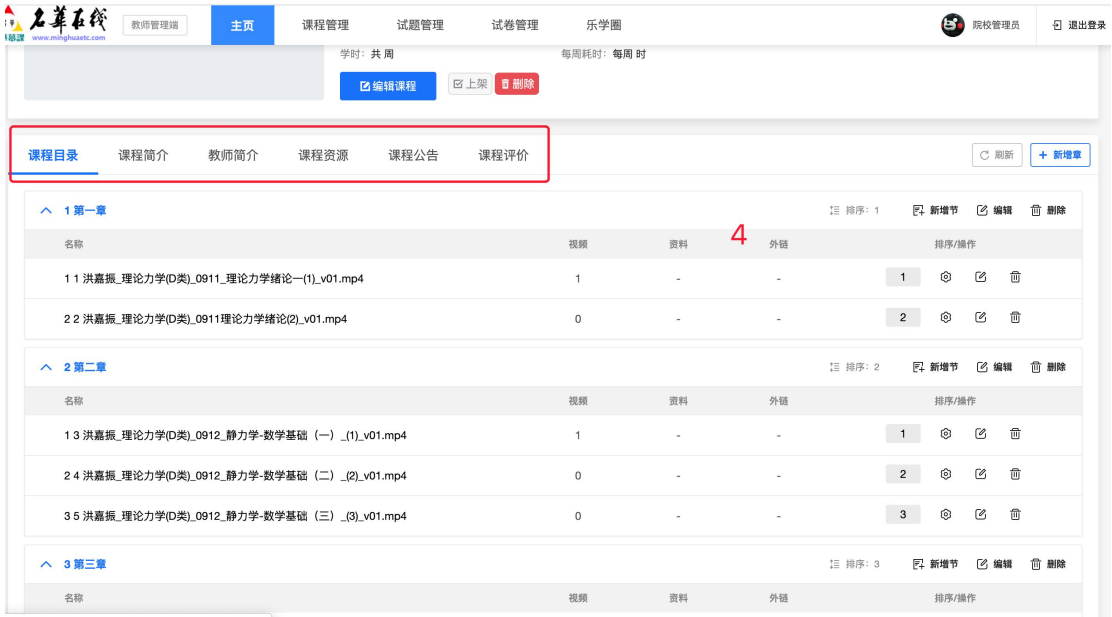 名華在线
www.minghuaetc.com
教师管理端 主页 课程管理 试题管理 试卷管理 乐学圈 院校管理员 退出登录
学时: 共 周 每周耗时: 每周 时
编辑课程 上架 删除
课程目录 课程简介 教师简介 课程资源 课程公告 课程评价 刷新 + 新增章
1 第一章 排序: 1 新增节 编辑 删除
4
名称 视频 资料 外链 排序/操作
1 1 洪嘉振_理论力学(D类)_0911_理论力学绪论一(1)_v01.mp4 1 - - 1
2 2 洪嘉振_理论力学(D类)_0911理论力学绪论(2)_v01.mp4 0 - - 2
2 第二章 排序: 2 新增节 编辑 删除
名称 视频 资料 外链 排序/操作
1 3 洪嘉振_理论力学(D类)_0912_静力学-数学基础（一）_(1)_v01.mp4 1 - - 1
2 4 洪嘉振_理论力学(D类)_0912_静力学-数学基础（二）_(2)_v01.mp4 0 - - 2
3 5 洪嘉振_理论力学(D类)_0912_静力学-数学基础（三）_(3)_v01.mp4 0 - - 3
3 第三章 排序: 3 新增节 编辑 删除
名称 视频 资料 外链 排序/操作